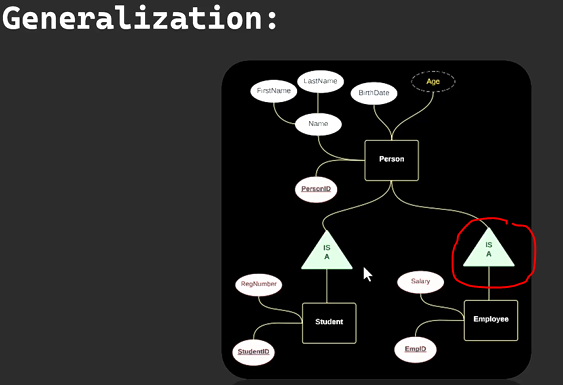 Generalization:
LastName
FirstName
BirthDate
Age
Name
Person
PersonID
IS
A
IS
A
RegNumber
Salary
Student
Employee
StudentID
EmpID